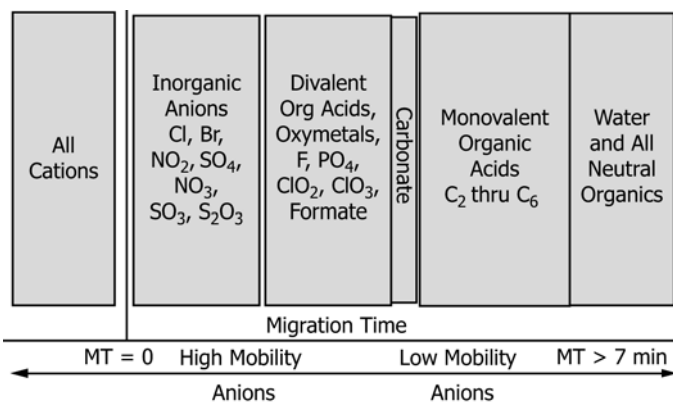 All
Cations
Inorganic
Anions
Cl, Br,
NO₂, SO₄,
NO₃,
SO₃, S₂O₃
Divalent
Org Acids,
Oxymetals,
F, PO₄,
ClO₂, ClO₃,
Formate
Carbonate
Monovalent
Organic
Acids
C₂ thru C₆
Water
and All
Neutral
Organics
Migration Time
MT = 0 High Mobility Low Mobility MT > 7 min
Anions Anions